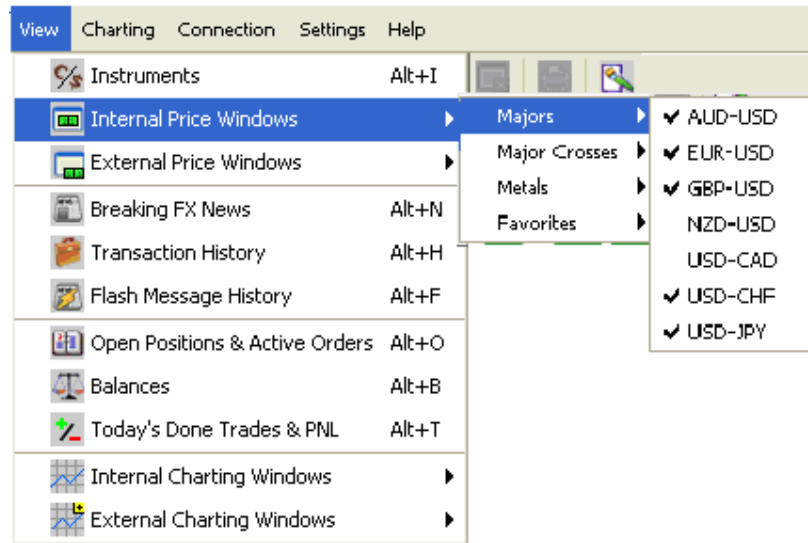 View Charting Connection Settings Help
Instruments Alt+I
Internal Price Windows
External Price Windows
Breaking FX News Alt+N
Transaction History Alt+H
Flash Message History Alt+F
Open Positions & Active Orders Alt+O
Balances Alt+B
Today's Done Trades & PNL Alt+T
Internal Charting Windows
External Charting Windows
Majors
Major Crosses
Metals
Favorites
AUD-USD
EUR-USD
GBP-USD
NZD-USD
USD-CAD
USD-CHF
USD-JPY